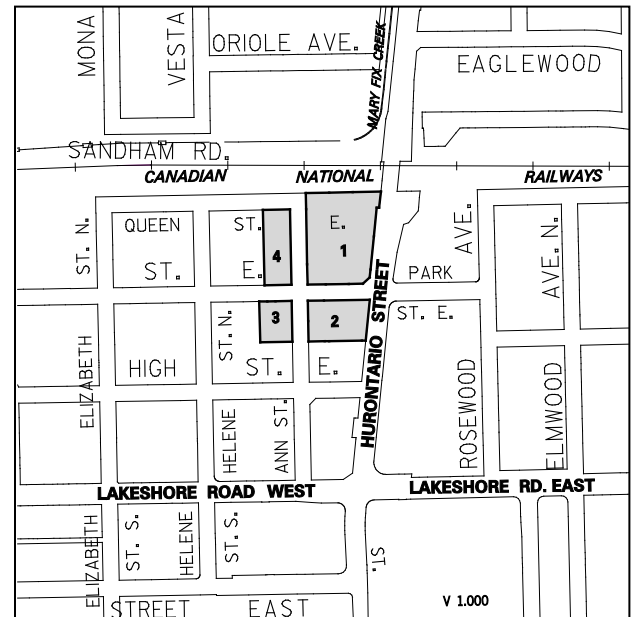 MONA
VESTA
ORIOLE AVE.
MARY FIX CREEK
EAGLEWOOD
SANDHAM RD.
CANADIAN NATIONAL RAILWAYS
ST. N.
QUEEN ST. E.
4
1
AVE.
AVE. N.
ST. E.
PARK
ST. E.
3
2
ST. N.
HURONTARIO STREET
ELIZABETH
HIGH ST. E.
HELENE
ANN ST.
ROSEWOOD
ELMWOOD
LAKESHORE ROAD WEST
LAKESHORE RD. EAST
ELIZABETH
ST. S.
HELENE
ST. S.
ST.
STREET EAST
V 1.000